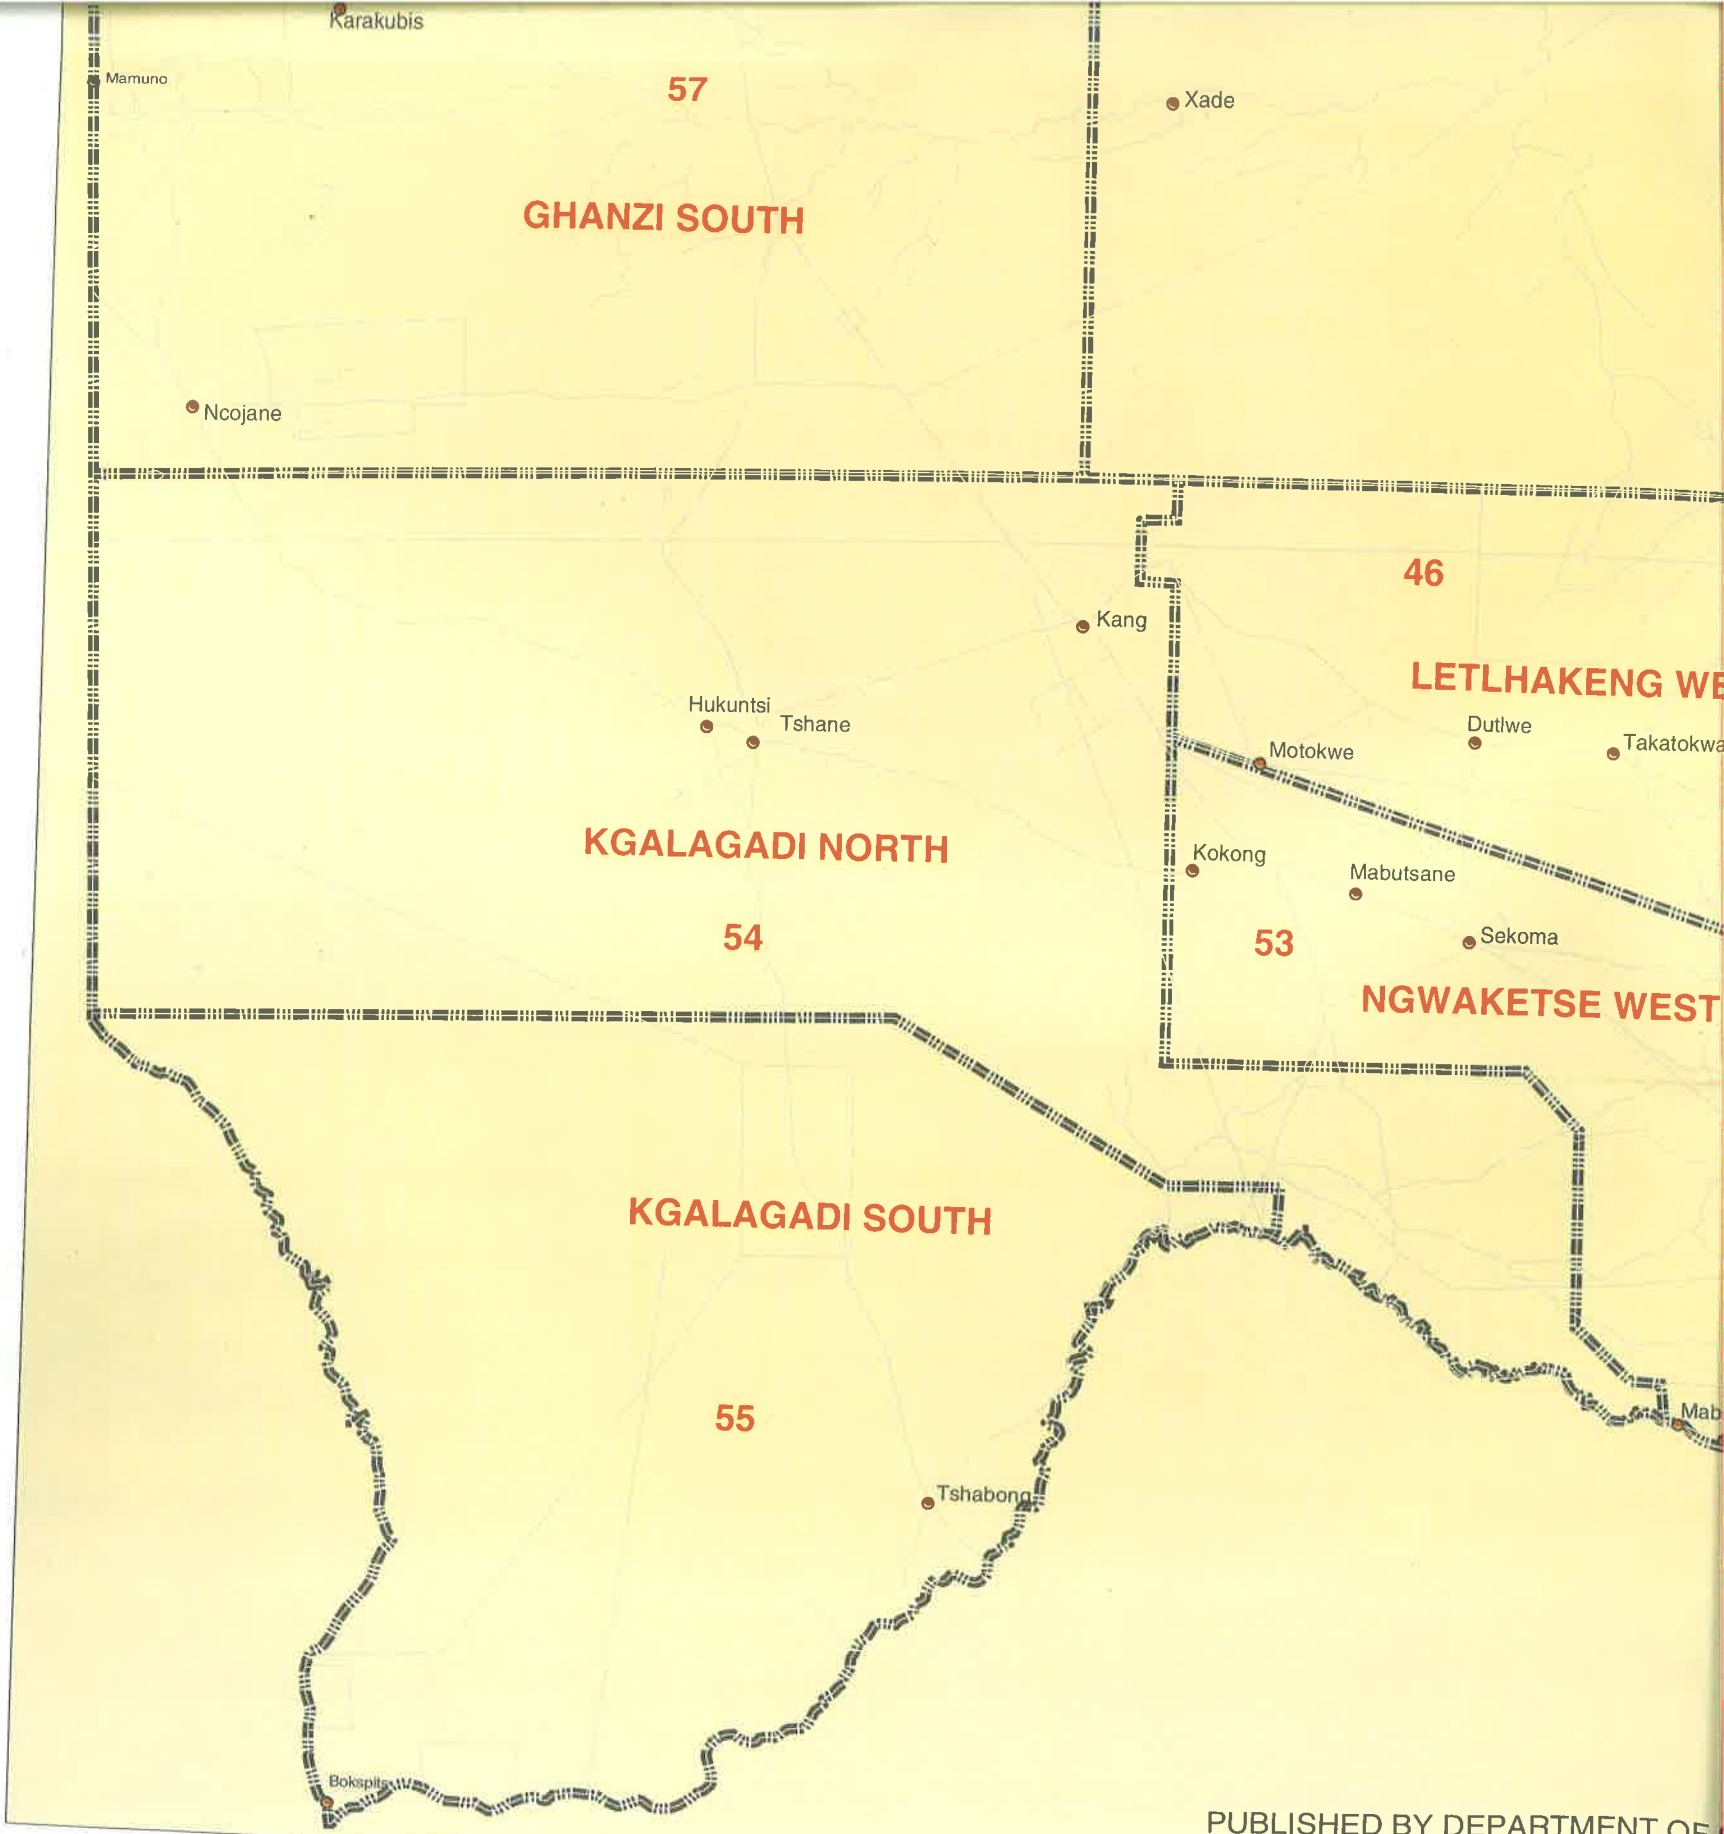 Karakubis
Mamuno
57
Xade
GHANZI SOUTH
Ncojane
46
Kang
LETLHAKENG WE
Hukuntsi
Tshane
Dutlwe
Takatokwa
Motokwe
KGALAGADI NORTH
Kokong
Mabutsane
54
53
Sekoma
NGWAKETSE WEST
KGALAGADI SOUTH
55
Mab
Tshabong
Bokspits
PUBLISHED BY DEPARTMENT OF